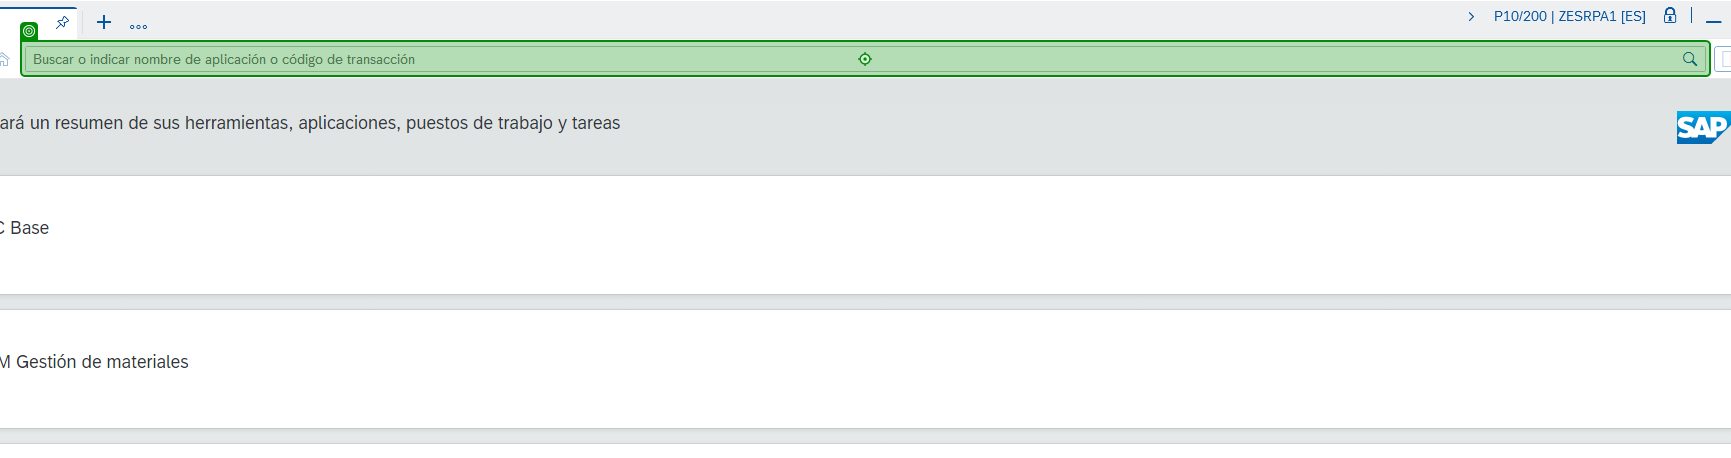 P10/200 | ZESRPA1 [ES]
Buscar o indicar nombre de aplicación o código de transacción
ará un resumen de sus herramientas, aplicaciones, puestos de trabajo y tareas
SAP
C Base
M Gestión de materiales